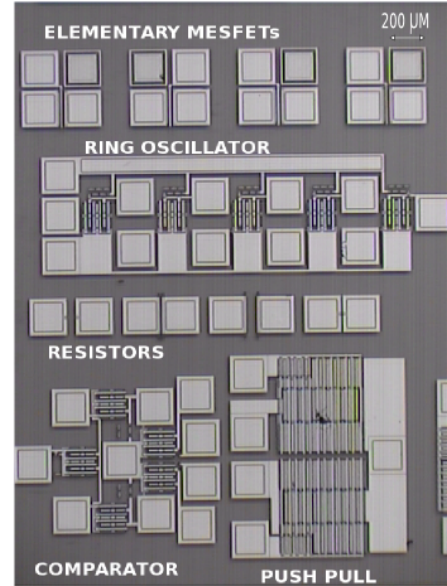 ELEMENTARY MESFETs
200 µM
RING OSCILLATOR
RESISTORS
COMPARATOR
PUSH PULL